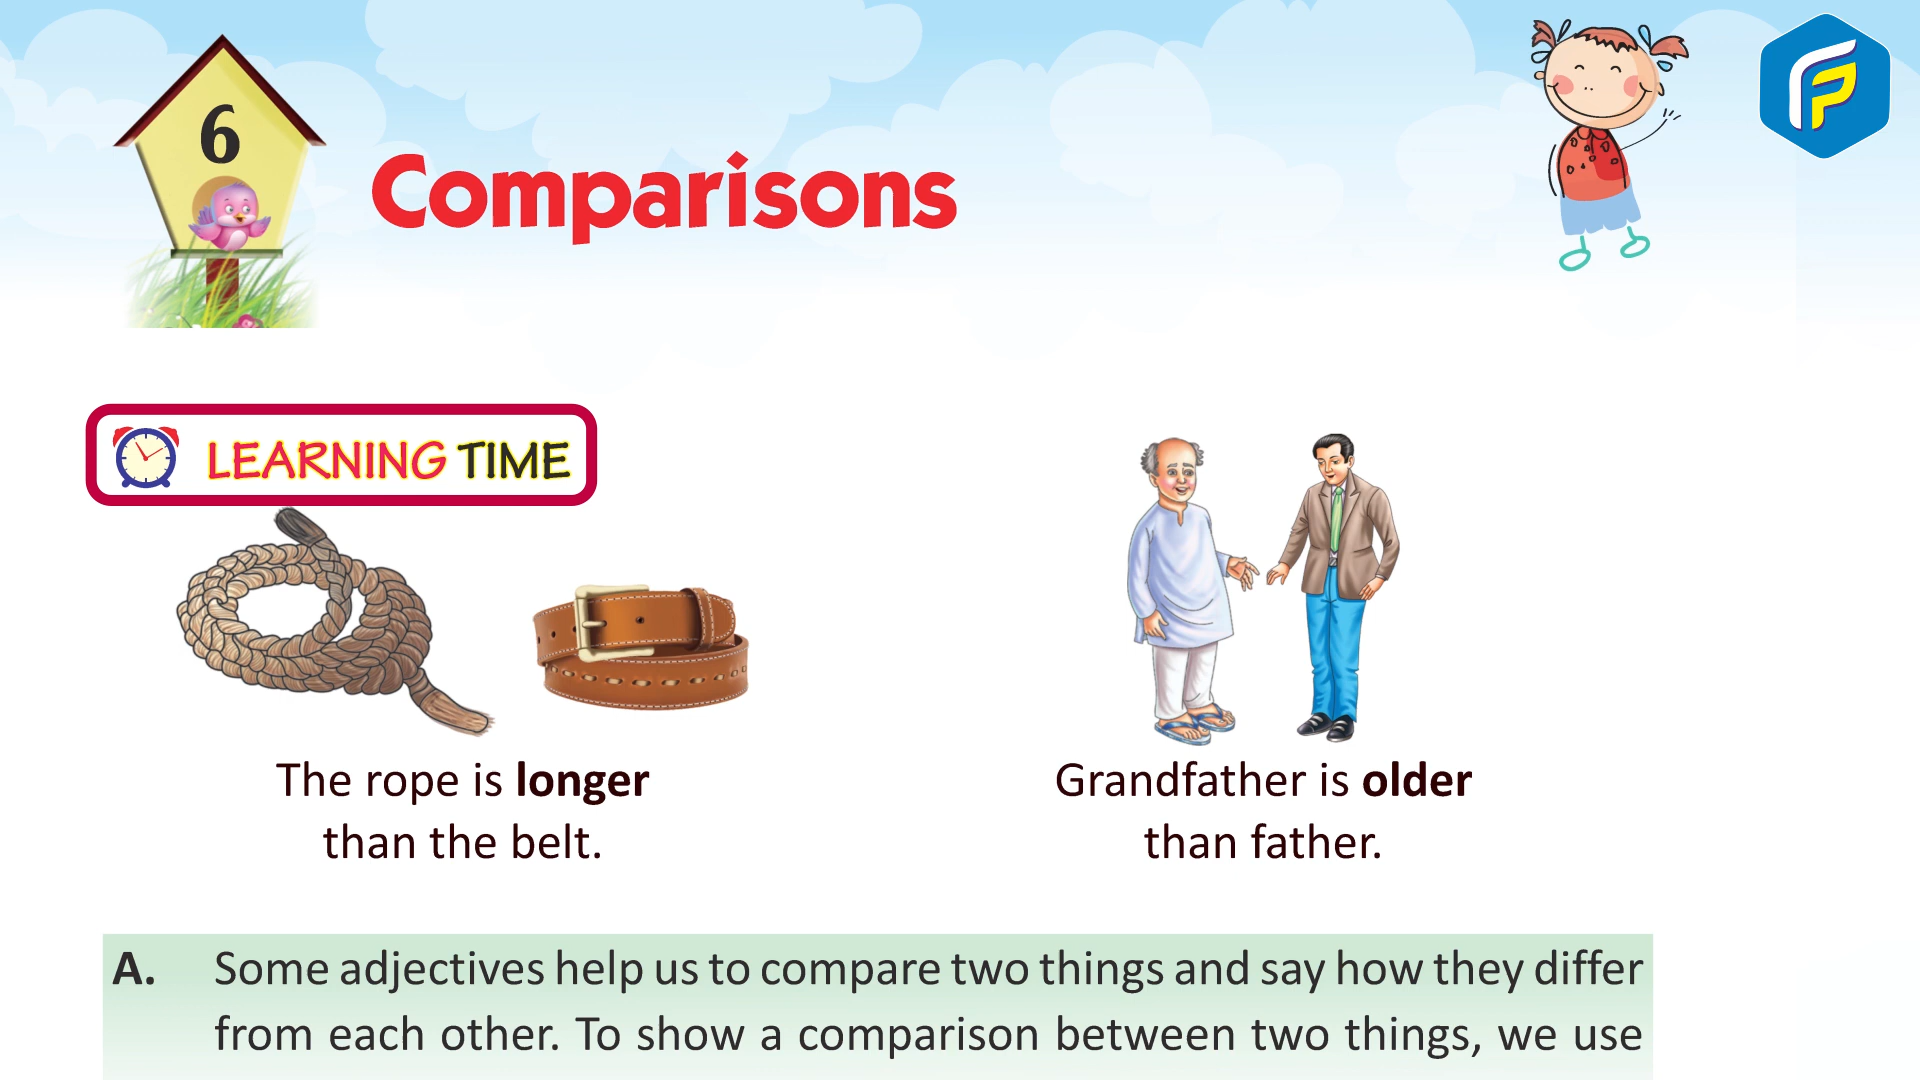 6
Comparisons
LEARNING TIME
The rope is longer
than the belt.
Grandfather is older
than father.
A. Some adjectives help us to compare two things and say how they differ
from each other. To show a comparison between two things, we use